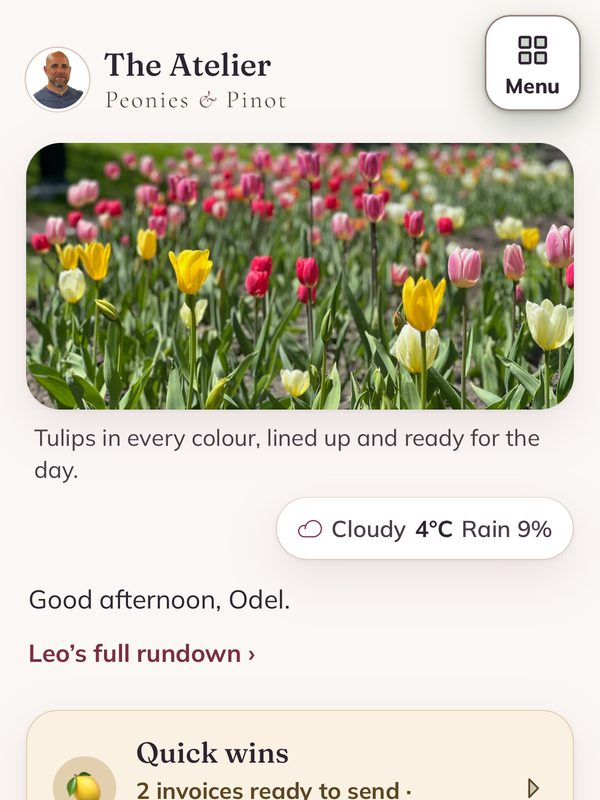 The Atelier
Peonies & Pinot
Menu
Tulips in every colour, lined up and ready for the
day.
Cloudy 4°C Rain 9%
Good afternoon, Odel.
Leo’s full rundown ›
Quick wins
2 invoices ready to send ·